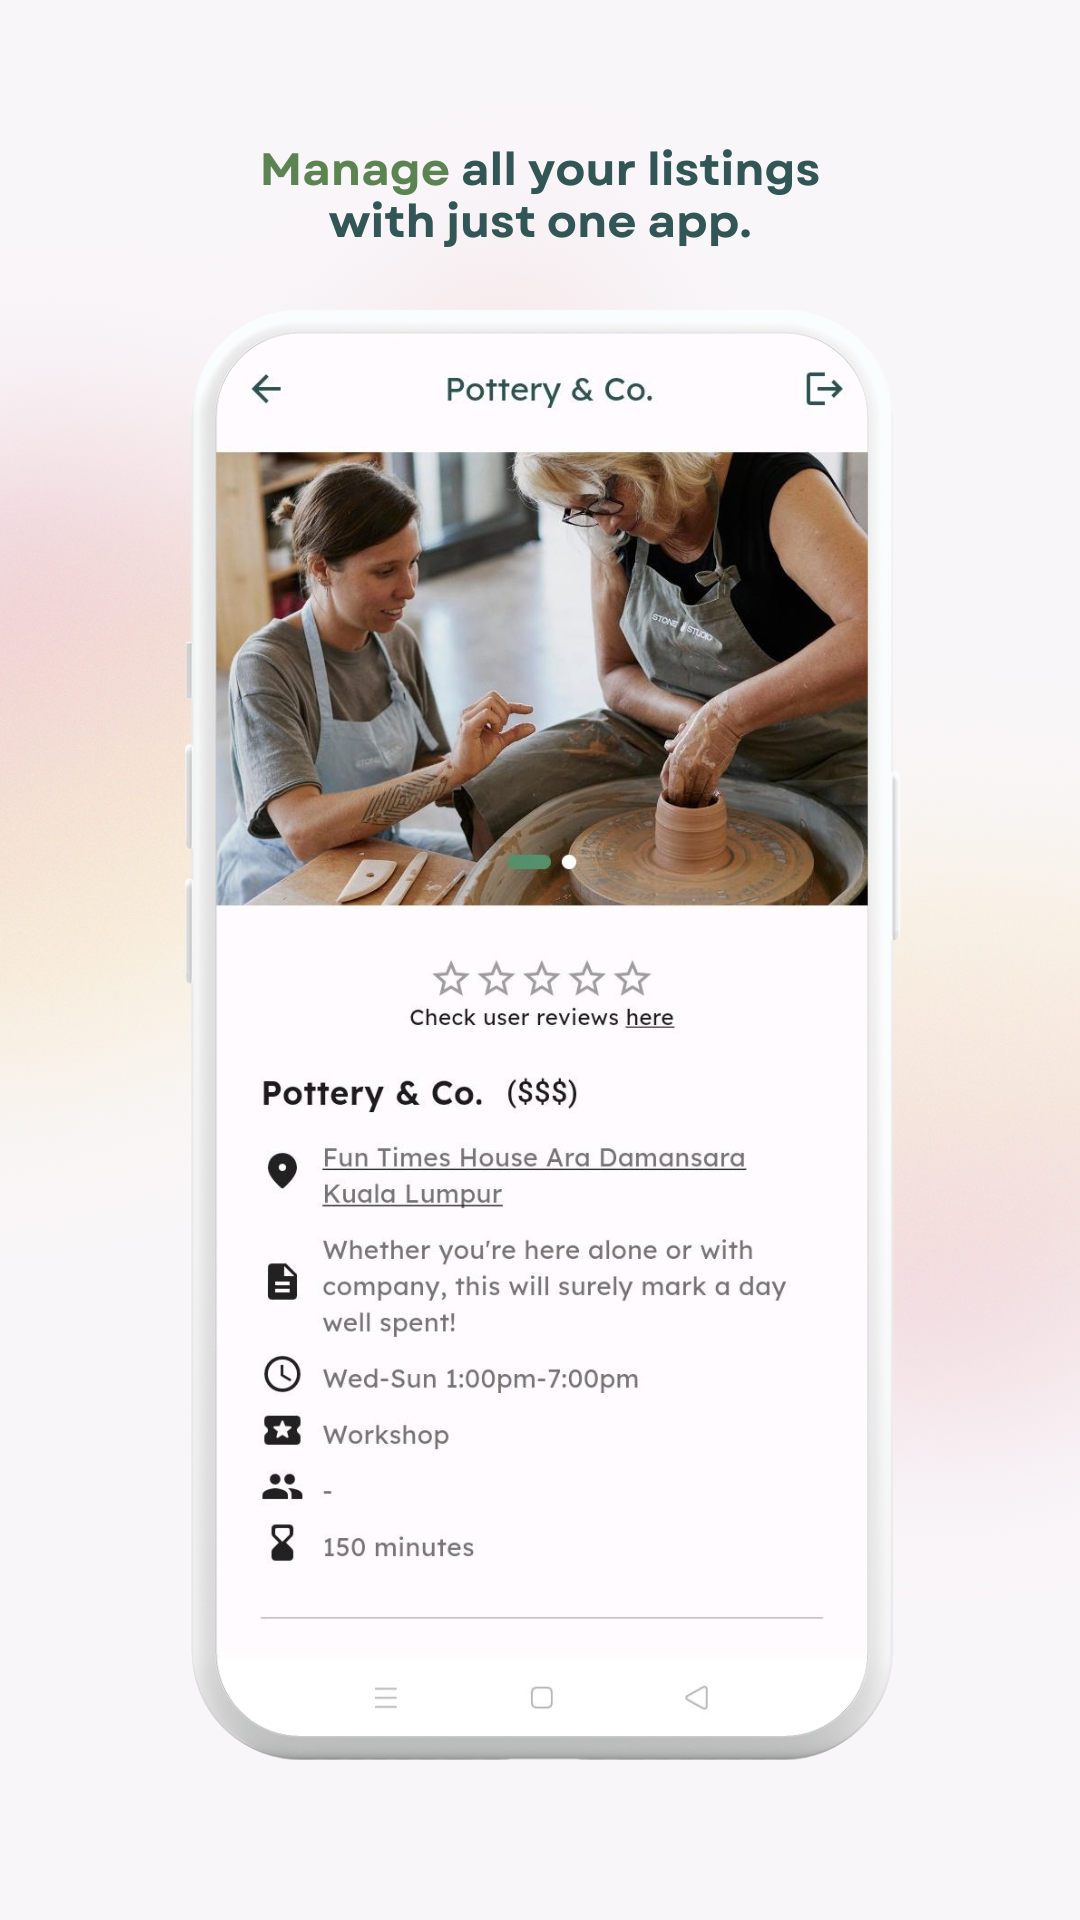 Manage all your listings
with just one app.
Pottery & Co.
STONE STUDIO
Check user reviews here
Pottery & Co. ($$$)
Fun Times House Ara Damansara
Kuala Lumpur
Whether you're here alone or with
company, this will surely mark a day
well spent!
Wed-Sun 1:00pm-7:00pm
Workshop
-
150 minutes